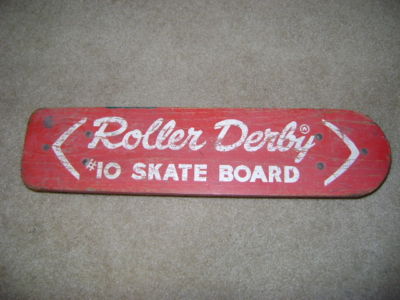 Roller Derby®
#10 SKATE BOARD